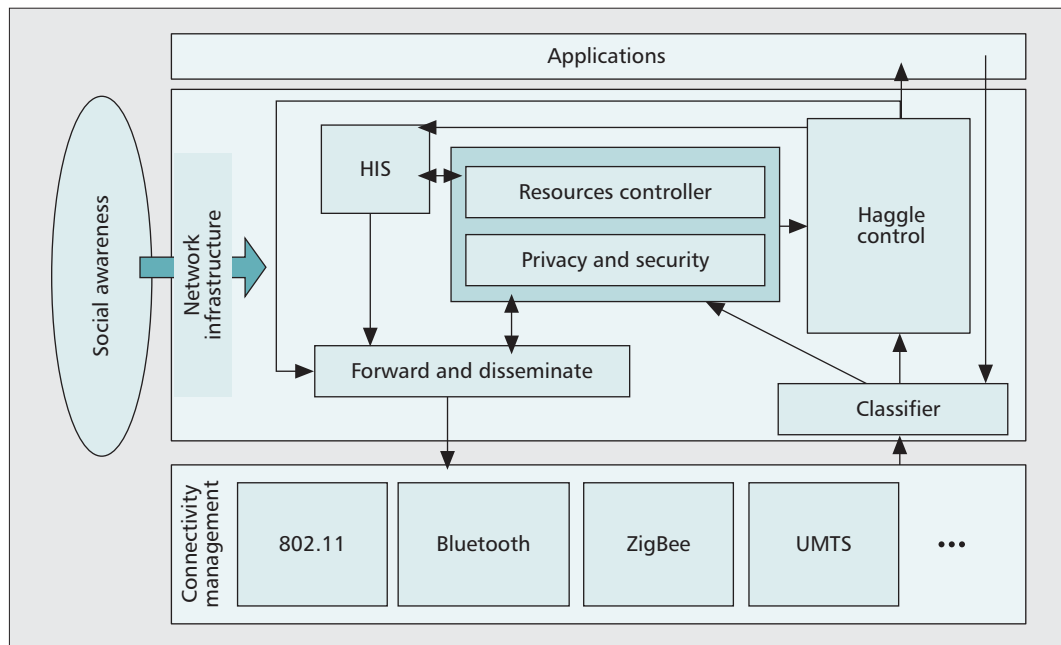 Applications
Social awareness
Network
infrastructure
HIS
Resources controller
Privacy and security
Haggle
control
Forward and disseminate
Classifier
Connectivity
management
802.11
Bluetooth
ZigBee
UMTS
•••